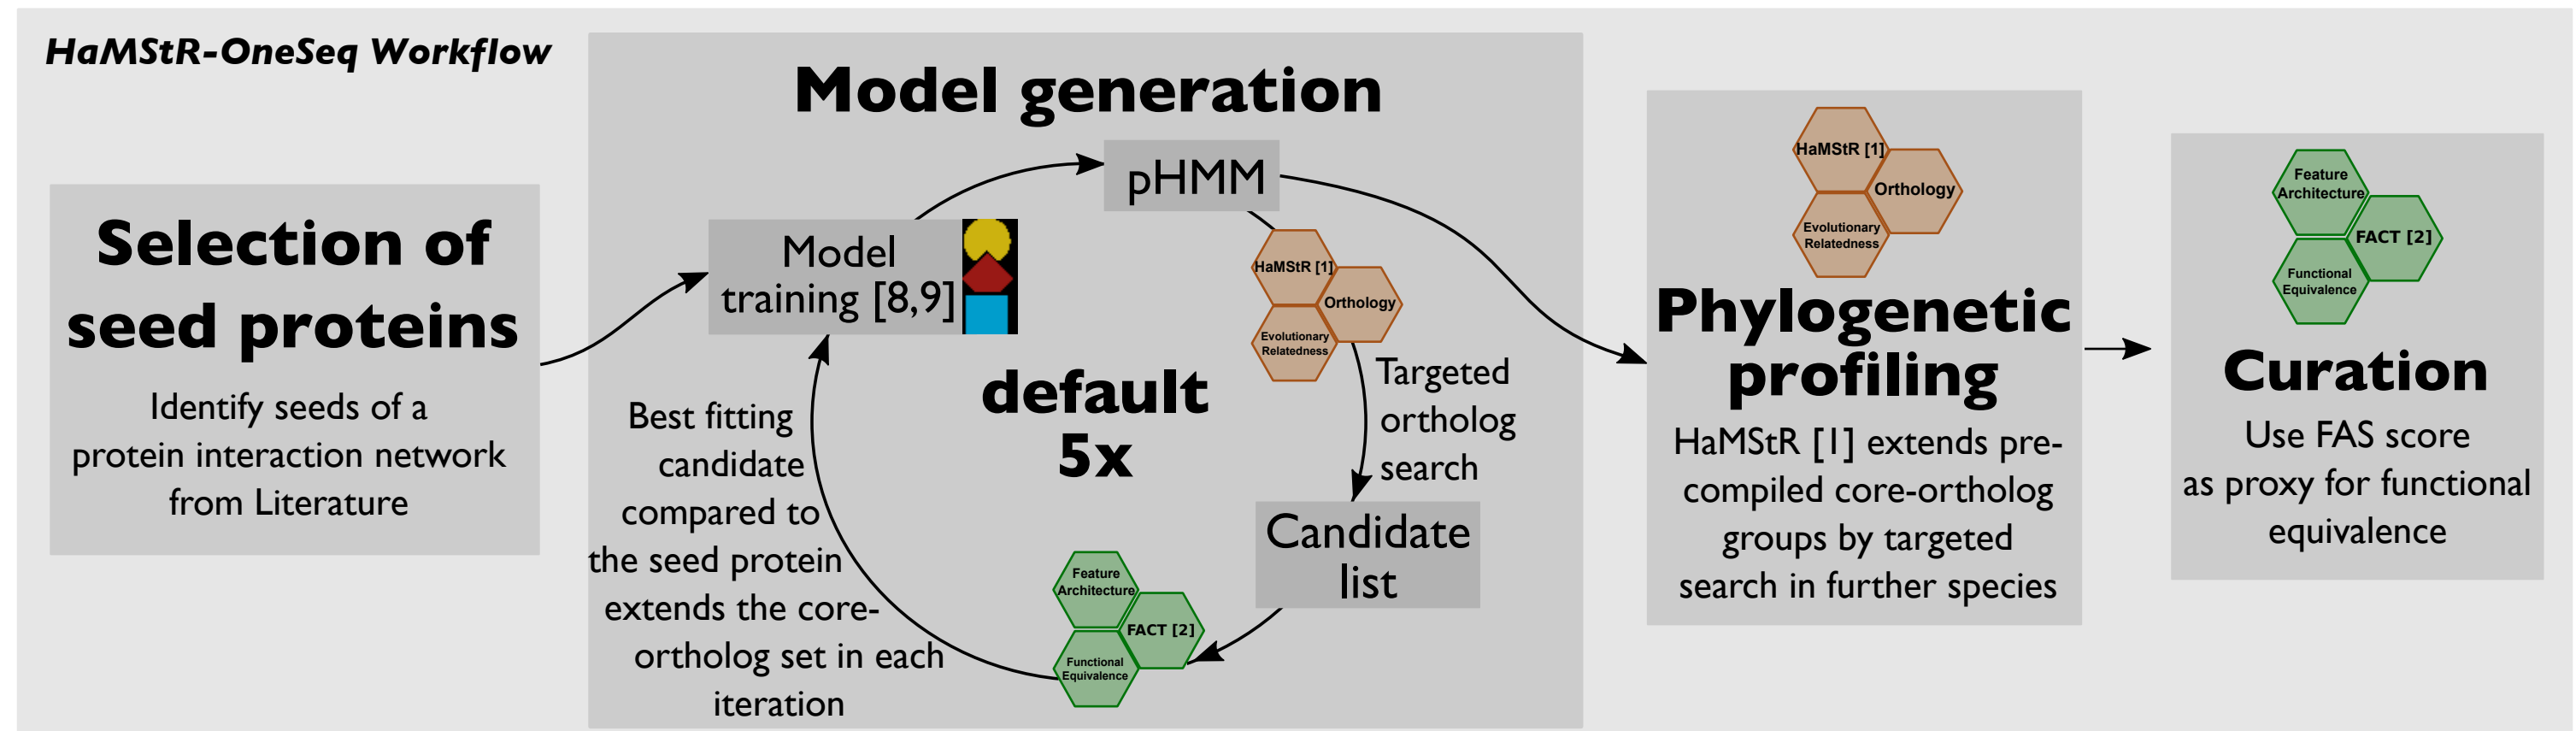 HaMStR-OneSeq Workflow
Selection of
seed proteins
Identify seeds of a
protein interaction network
from Literature
Model generation
Model
training [8,9]
pHMM
HaMStR [1]
Orthology
Evolutionary
Relatedness
Targeted
ortholog
search
default
5x
Candidate
list
Feature
Architecture
FACT [2]
Functional
Equivalence
Best fitting
candidate
compared to
the seed protein
extends the core-
ortholog set in each
iteration
HaMStR [1]
Orthology
Evolutionary
Relatedness
Phylogenetic
profiling
HaMStR [1] extends pre-
compiled core-ortholog
groups by targeted
search in further species
Feature
Architecture
FACT [2]
Functional
Equivalence
Curation
Use FAS score
as proxy for functional
equivalence